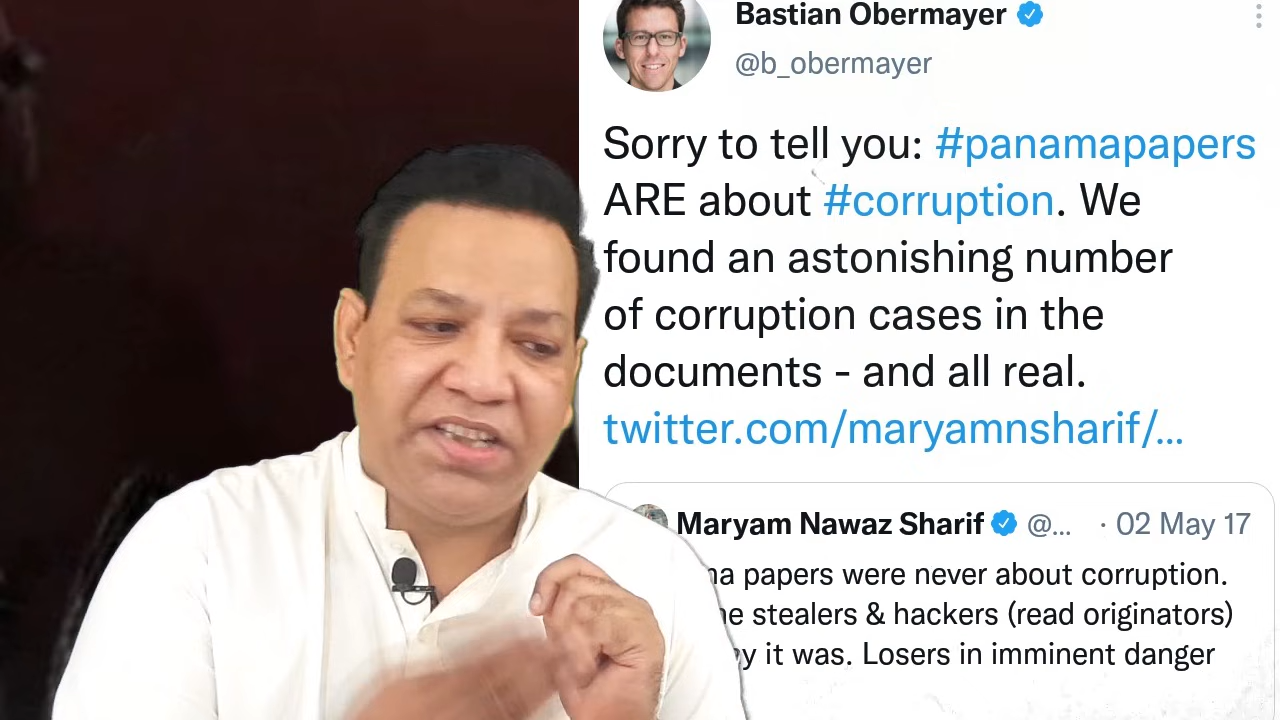 Bastian Obermayer
@b_obermayer
Sorry to tell you: #panamapapers
ARE about #corruption. We
found an astonishing number
of corruption cases in the
documents - and all real.
twitter.com/maryamnsharif/...
Maryam Nawaz Sharif @... · 02 May 17
papers were never about corruption.
stealers & hackers (read originators)
it was. Losers in imminent danger